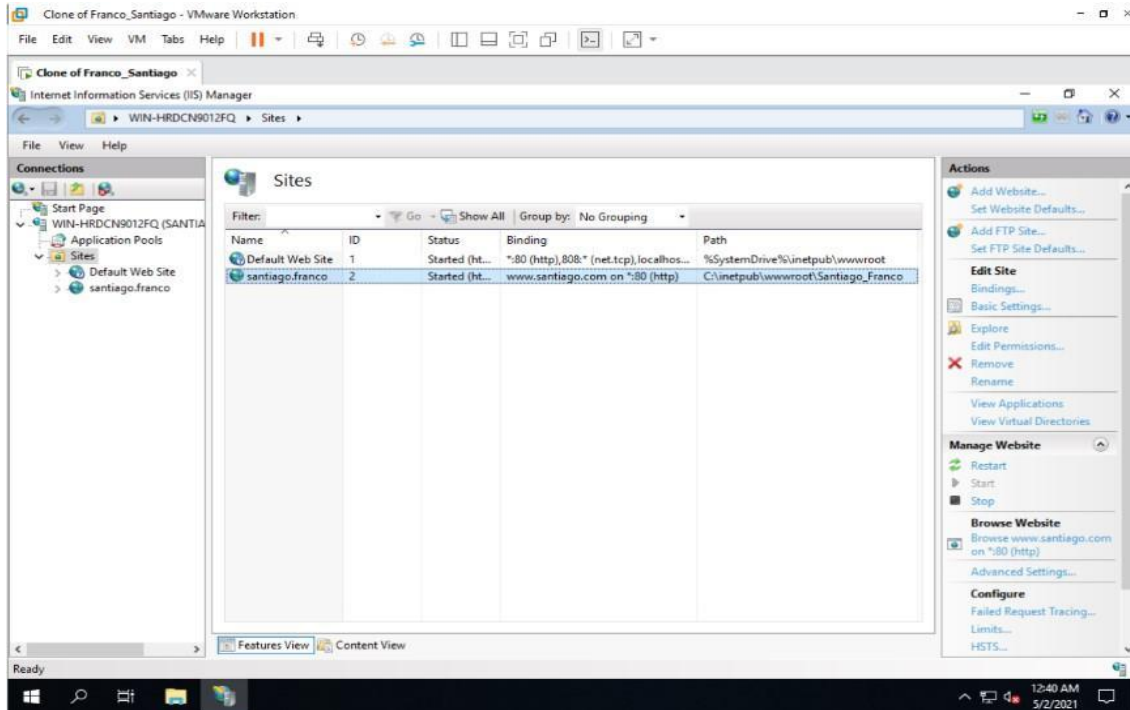 Clone of Franco_Santiago - VMware Workstation
File Edit View VM Tabs Help
Clone of Franco_Santiago
Internet Information Services (IIS) Manager
WIN-HRDCN9012FQ Sites
File View Help
Connections
Start Page
WIN-HRDCN9012FQ (SANTIA
Application Pools
Sites
Default Web Site
santiago.franco
Sites
Filter: Go Show All Group by: No Grouping
Name ID Status Binding Path
Default Web Site 1 Started (ht... *:80 (http),808:* (net.tcp),localhos... %SystemDrive%\inetpub\wwwroot
santiago.franco 2 Started (ht... www.santiago.com on *:80 (http) C:\inetpub\wwwroot\Santiago_Franco
Features View Content View
Actions
Add Website...
Set Website Defaults...
Add FTP Site...
Set FTP Site Defaults...
Edit Site
Bindings...
Basic Settings...
Explore
Edit Permissions...
Remove
Rename
View Applications
View Virtual Directories
Manage Website
Restart
Start
Stop
Browse Website
Browse www.santiago.com
on *:80 (http)
Advanced Settings...
Configure
Failed Request Tracing...
Limits...
HSTS...
Ready
12:40 AM
5/2/2021